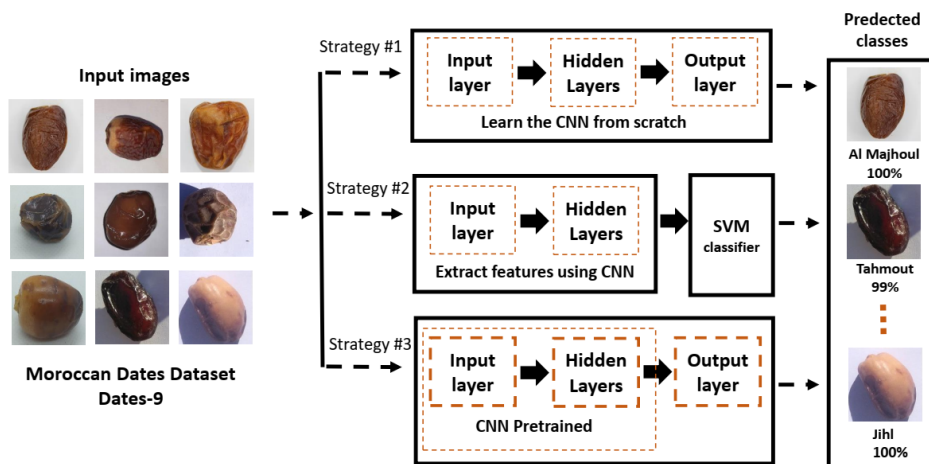 Input images
Moroccan Dates Dataset
Dates-9
Strategy #1
Input
layer
Hidden
Layers
Output
layer
Learn the CNN from scratch
Strategy #2
Input
layer
Hidden
Layers
Extract features using CNN
SVM
classifier
Strategy #3
Input
layer
Hidden
Layers
Output
layer
CNN Pretrained
Predected
classes
Al Majhoul
100%
Tahmout
99%
Jihl
100%